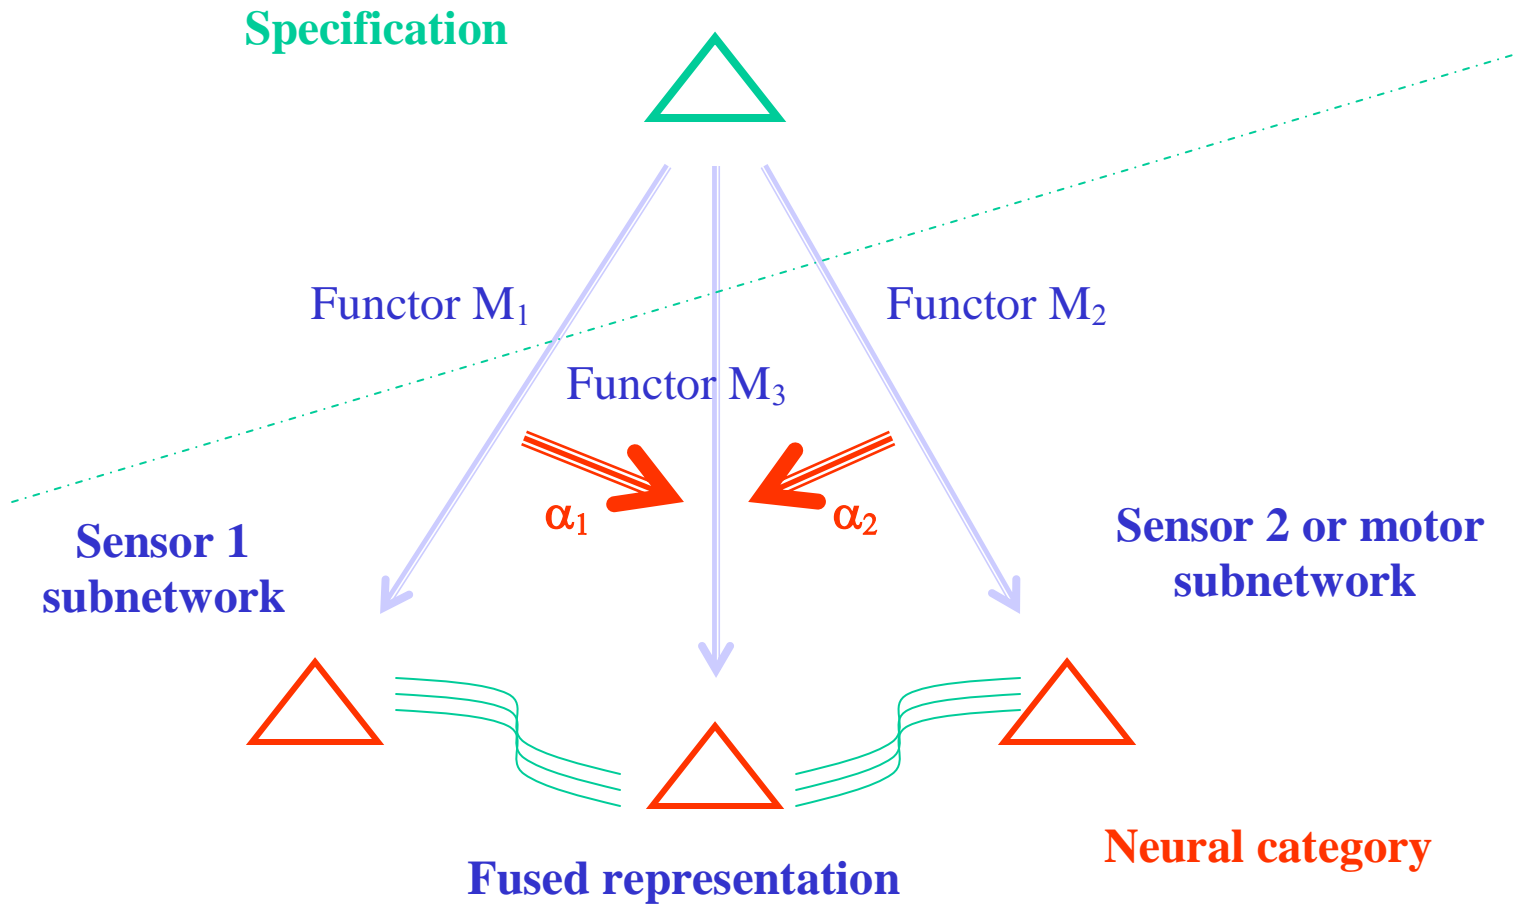 Specification
Functor M₁
Functor M₂
Functor M₃
α₁
α₂
Sensor 1
subnetwork
Sensor 2 or motor
subnetwork
Neural category
Fused representation